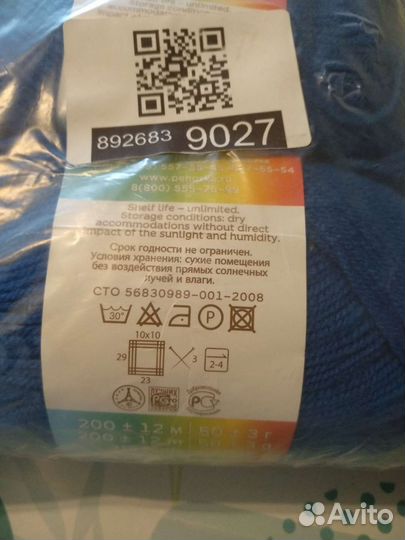 892683 9027
8(800) 555-75-99
Shelf life – unlimited.
Storage conditions: dry
accommodations without direct
impact of the sunlight and humidity.
Срок годности не ограничен.
Условия хранения: сухие помещения
без воздействия прямых солнечных
лучей и влаги.
СТО 56830989-001-2008
30°
P
10x10
29
3
2-4
23
200 ± 12 м 50 ± 3 г
Avito